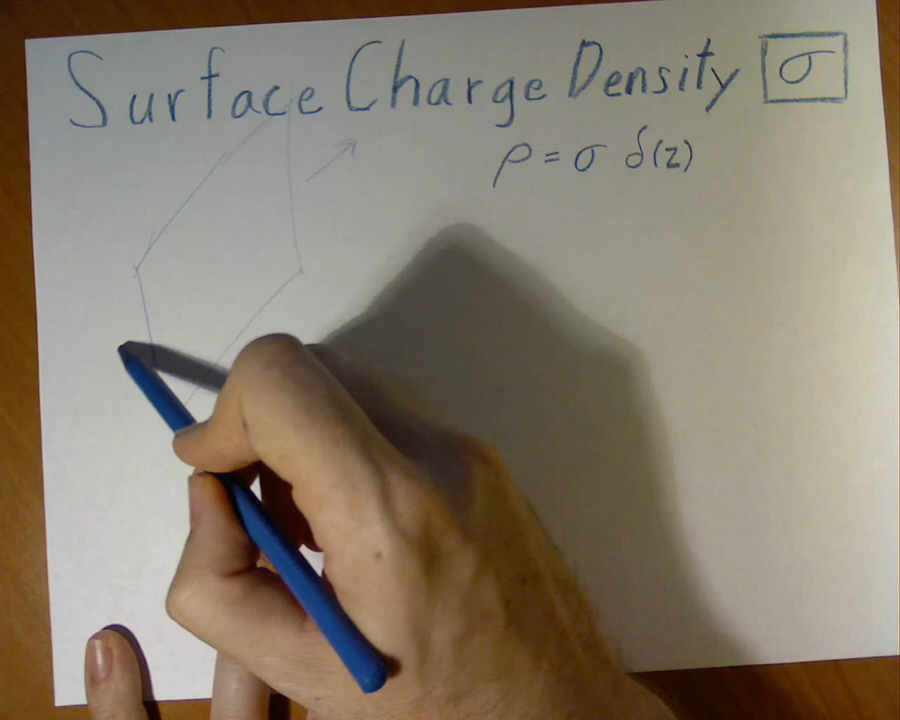 Surface Charge Density σ
ρ = σ δ(z)